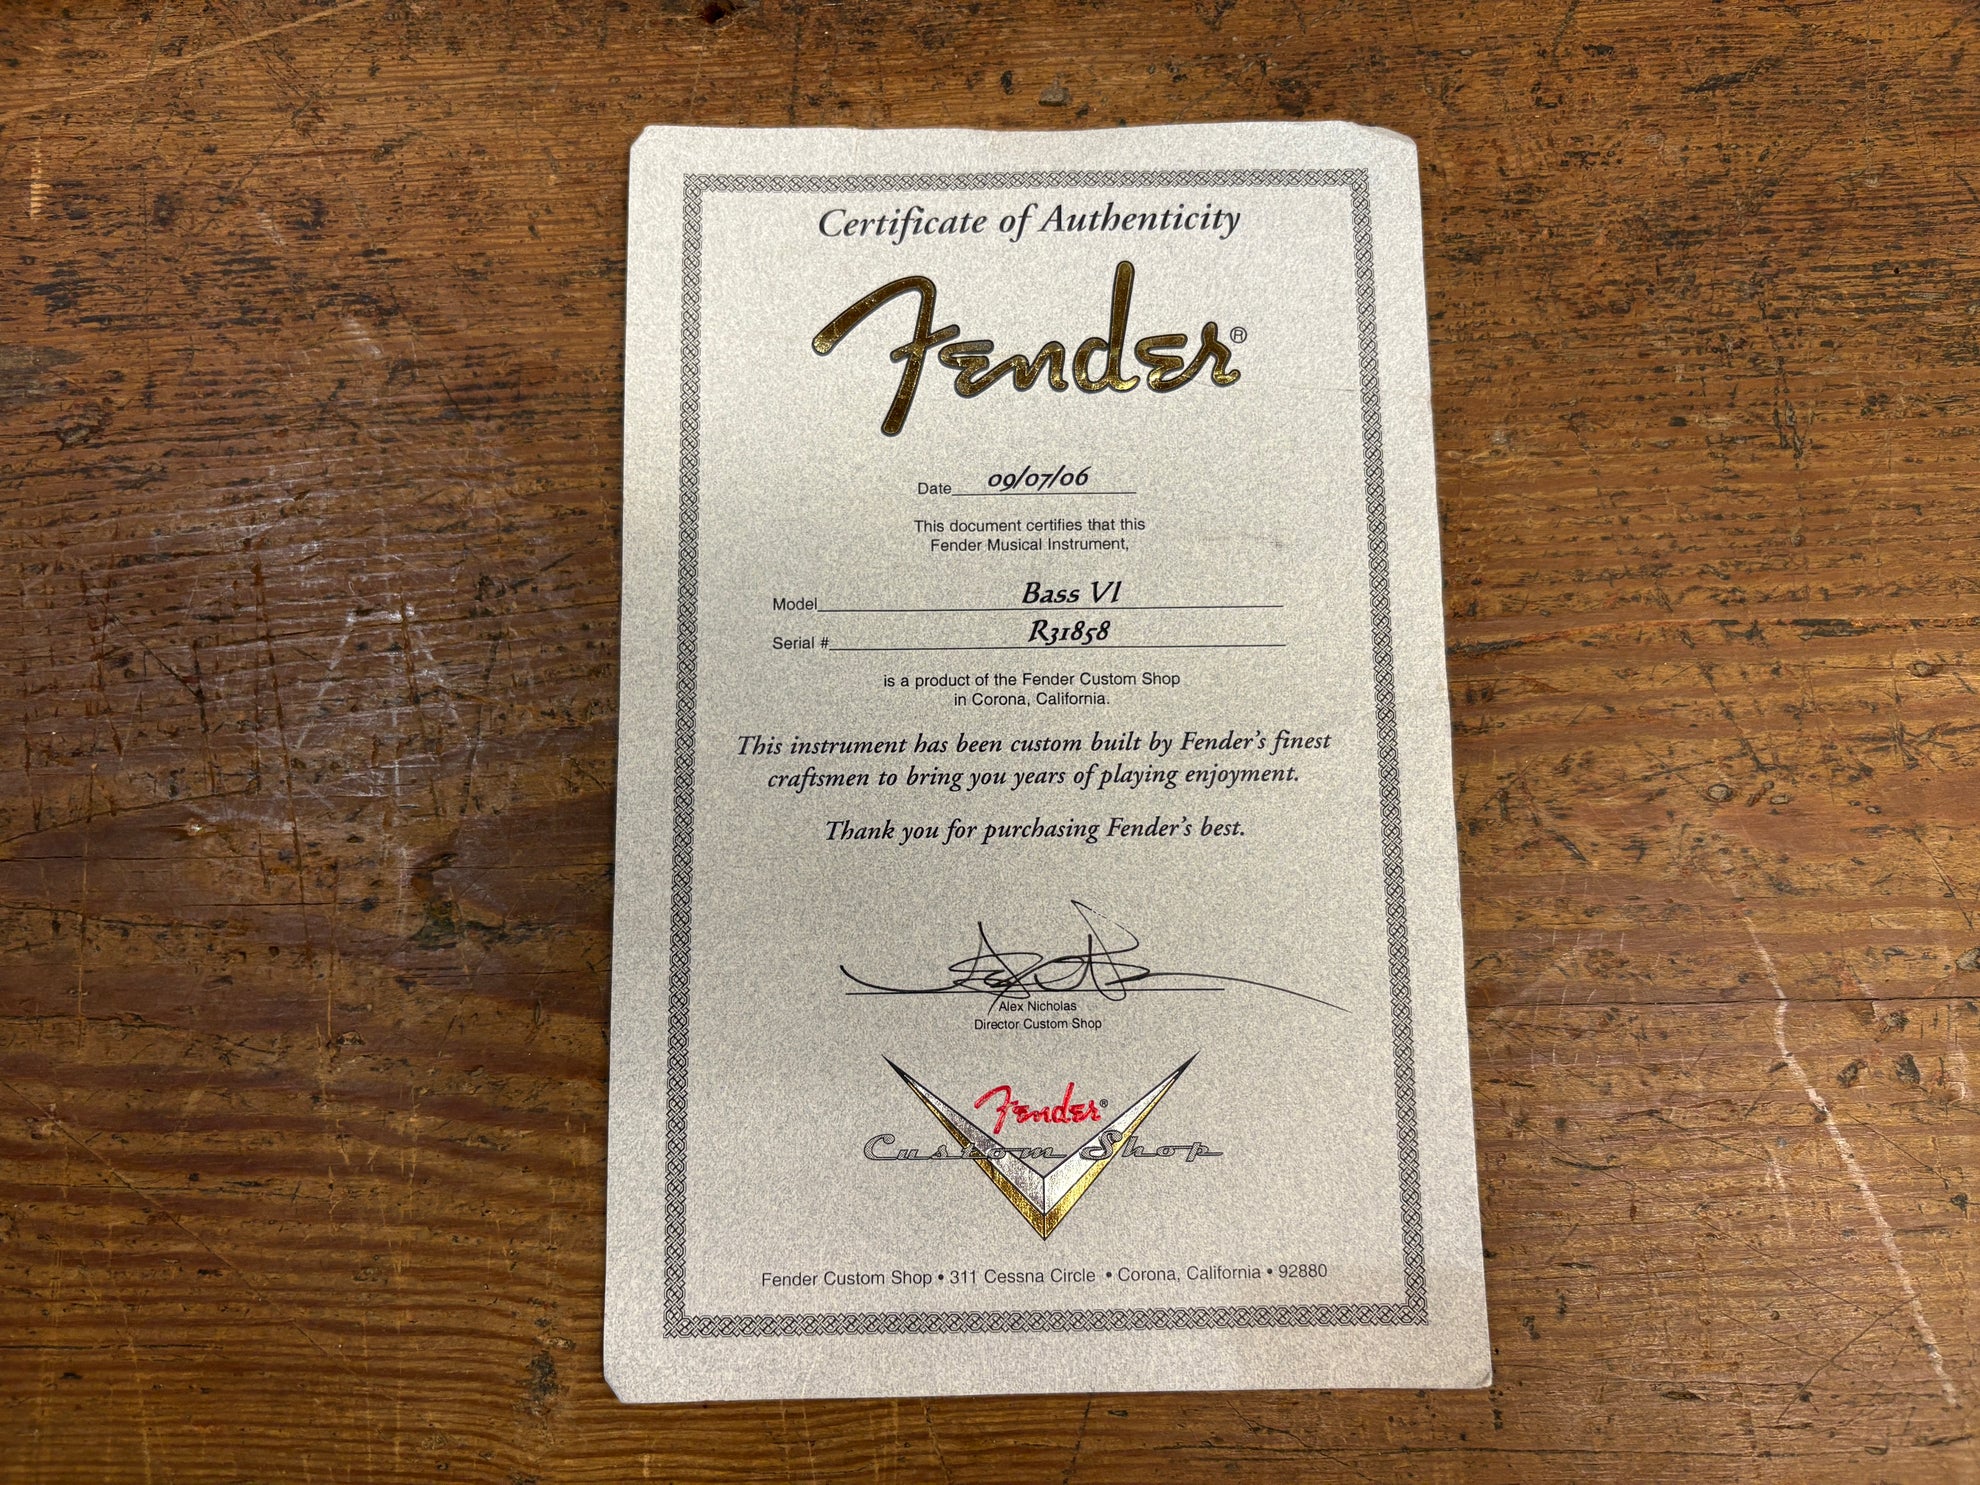 Certificate of Authenticity
Fender®
Date 09/07/06
This document certifies that this
Fender Musical Instrument,
Model Bass VI
Serial # R31858
is a product of the Fender Custom Shop
in Corona, California.
This instrument has been custom built by Fender's finest
craftsmen to bring you years of playing enjoyment.
Thank you for purchasing Fender's best.
Alex Nicholas
Director Custom Shop
Fender®
Custom Shop
Fender Custom Shop • 311 Cessna Circle • Corona, California • 92880